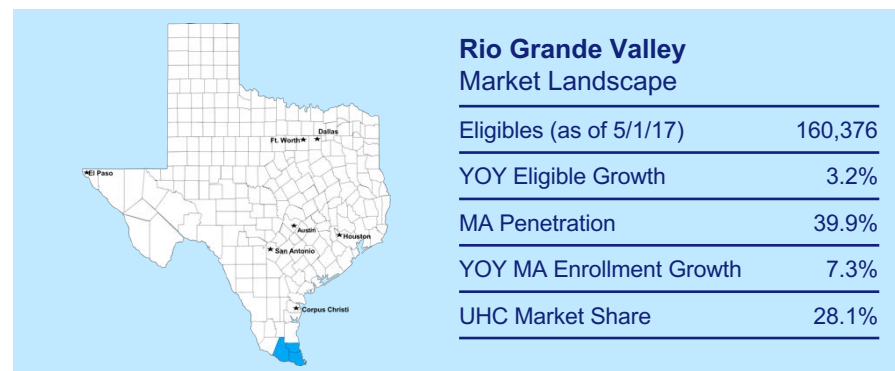 Dallas
Ft. Worth
El Paso
Austin
Houston
San Antonio
Corpus Christi
Rio Grande Valley
Market Landscape
Eligibles (as of 5/1/17) 160,376
YOY Eligible Growth 3.2%
MA Penetration 39.9%
YOY MA Enrollment Growth 7.3%
UHC Market Share 28.1%